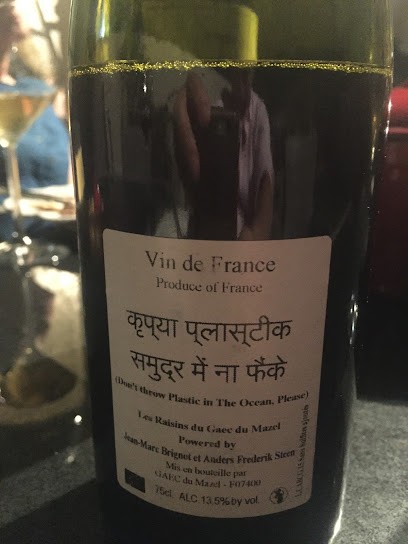 Vin de France
Produce of France
कृप्या प्लास्टीक
समुद्र में ना फैंके
(Don't throw Plastic in The Ocean, Please)
Les Raisins du Gaec du Mazel
Powered by
Jean-Marc Brignot et Anders Frederik Steen
Mis en bouteille par
GAEC du Mazel - F07400
75cl ALC 13.5% by vol.